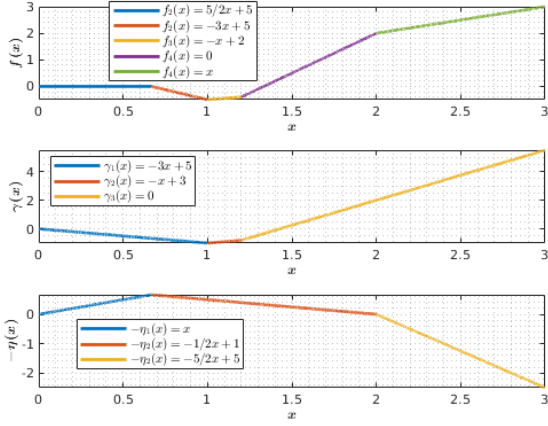 3
2
1
0
f(x)
f₂(x) = 5/2x + 5
f₂(x) = −3x + 5
f₃(x) = −x + 2
f₄(x) = 0
f₄(x) = x
0 0.5 1 1.5 2 2.5 3
x
4
2
0
γ(x)
γ₁(x) = −3x + 5
γ₂(x) = −x + 3
γ₃(x) = 0
0 0.5 1 1.5 2 2.5 3
x
0
-1
-2
−η(x)
−η₁(x) = x
−η₂(x) = −1/2x + 1
−η₂(x) = −5/2x + 5
0 0.5 1 1.5 2 2.5 3
x